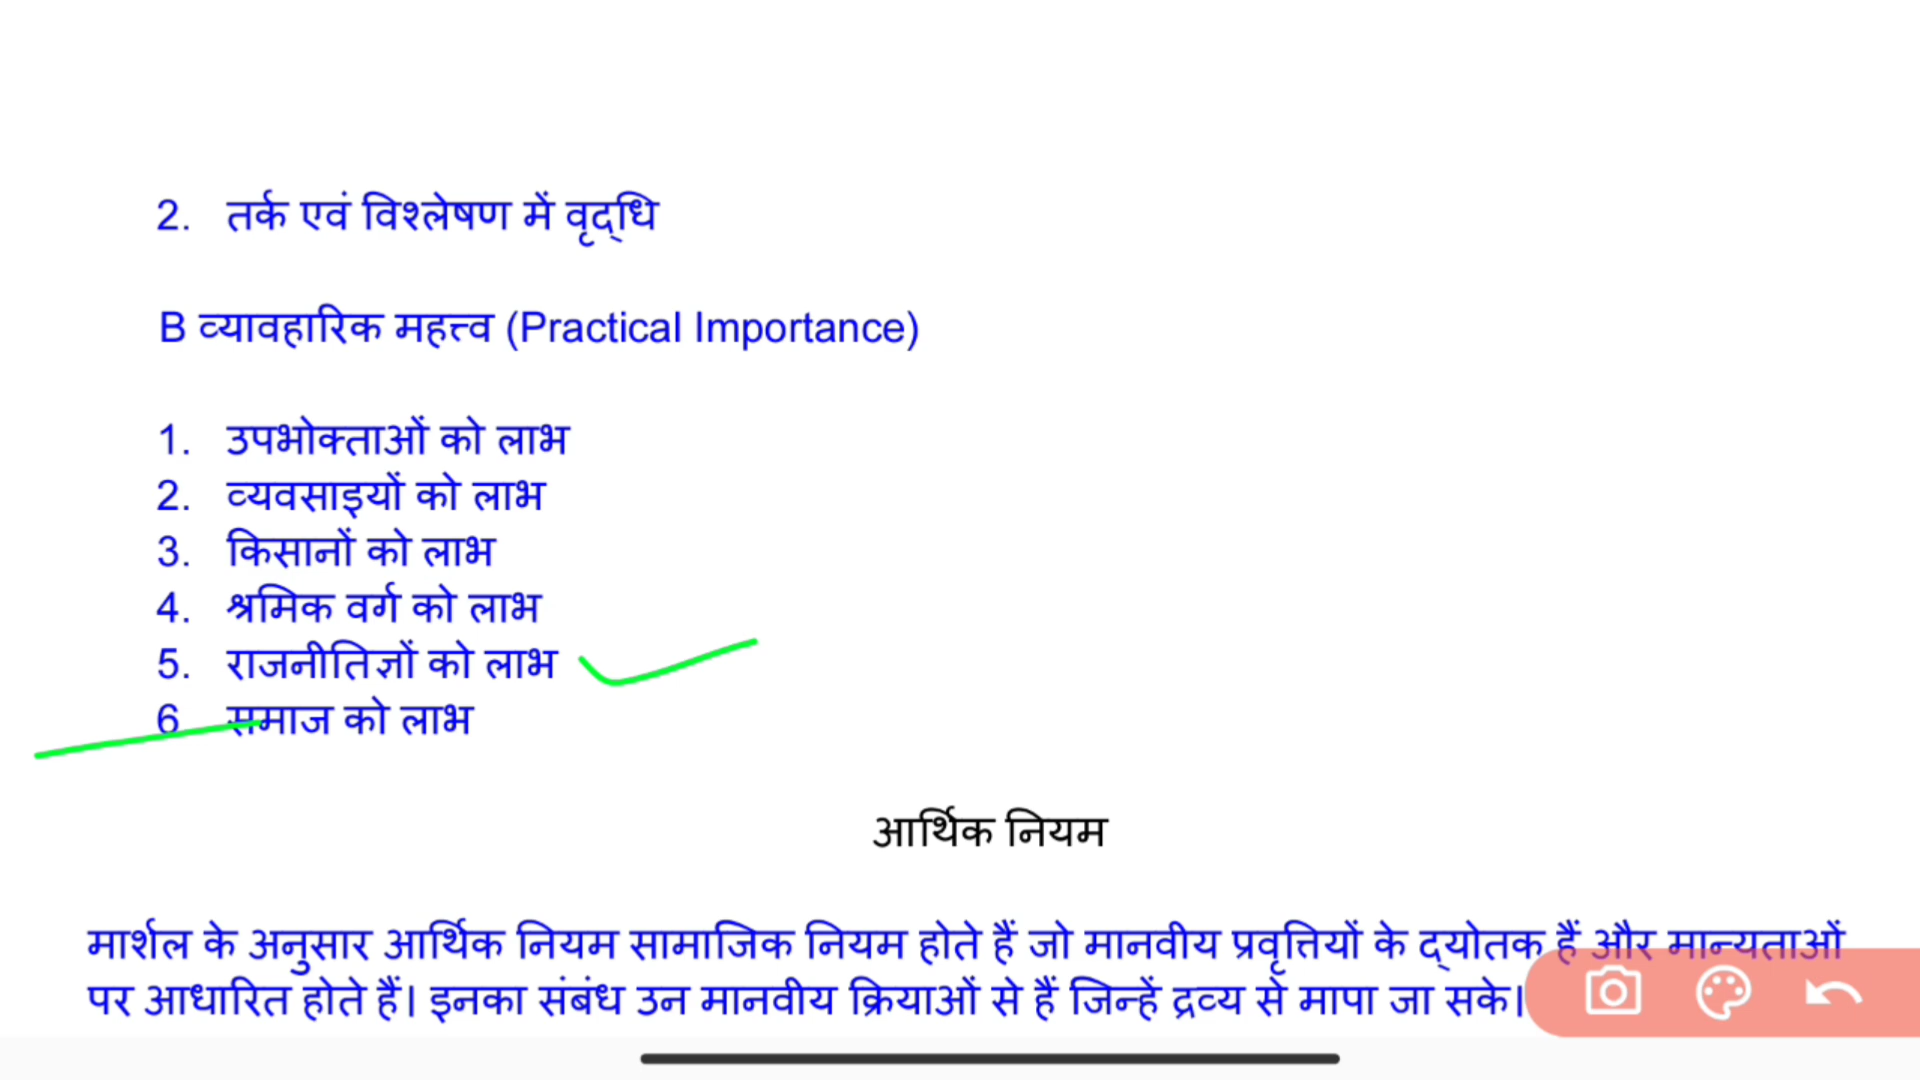 2. तर्क एवं विश्लेषण में वृद्‌धि
B व्यावहारिक महत्त्व (Practical Importance)
1. उपभोक्ताओं को लाभ
2. व्यवसाइयों को लाभ
3. किसानों को लाभ
4. श्रमिक वर्ग को लाभ
5. राजनीतिज्ञों को लाभ
6 समाज को लाभ
आर्थिक नियम
मार्शल के अनुसार आर्थिक नियम सामाजिक नियम होते हैं जो मानवीय प्रवृत्तियों के द्‌योतक हैं और मान्यताओं
पर आधारित होते हैं। इनका संबंध उन मानवीय क्रियाओं से हैं जिन्हें द्रव्य से मापा जा सके।